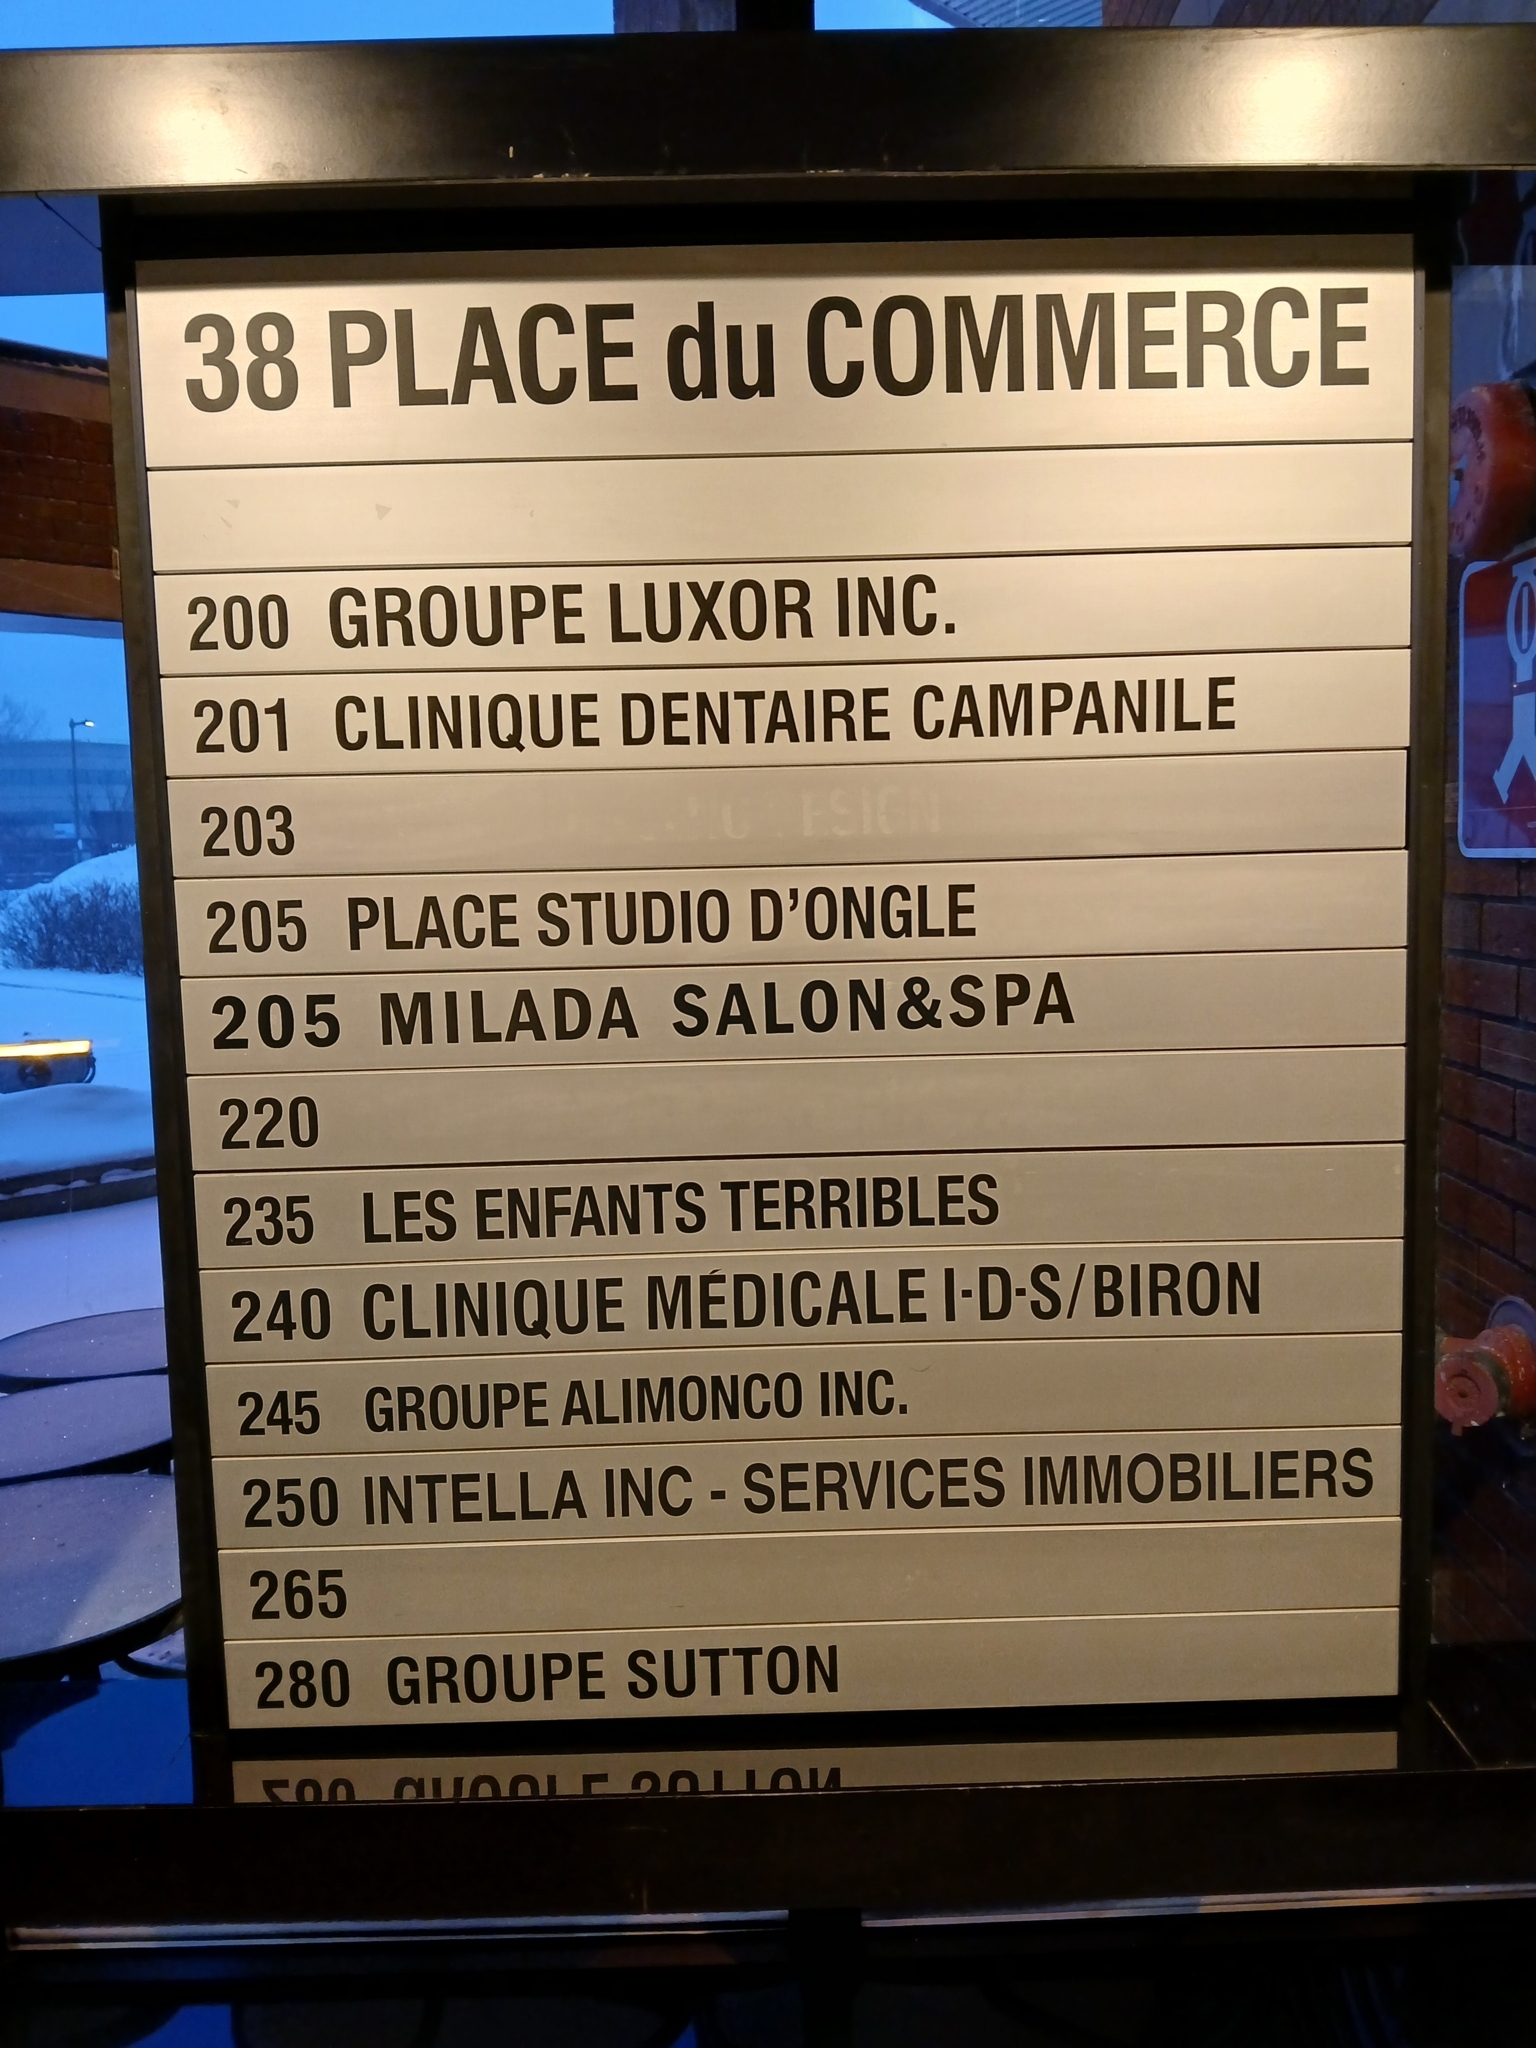 38 PLACE du COMMERCE
200 GROUPE LUXOR INC.
201 CLINIQUE DENTAIRE CAMPANILE
203
205 PLACE STUDIO D’ONGLE
205 MILADA SALON&SPA
220
235 LES ENFANTS TERRIBLES
240 CLINIQUE MÉDICALE I·D·S/BIRON
245 GROUPE ALIMONCO INC.
250 INTELLA INC - SERVICES IMMOBILIERS
265
280 GROUPE SUTTON